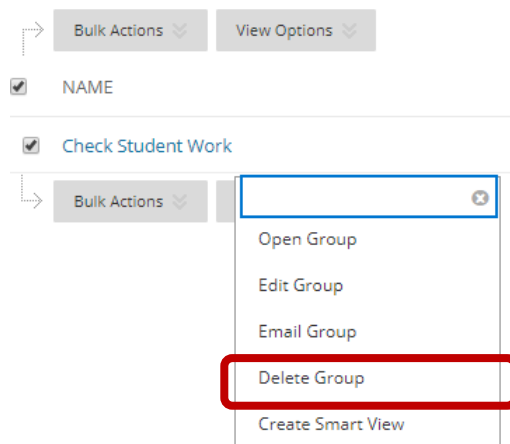 Bulk Actions View Options
NAME
Check Student Work
Bulk Actions
Open Group
Edit Group
Email Group
Delete Group
Create Smart View